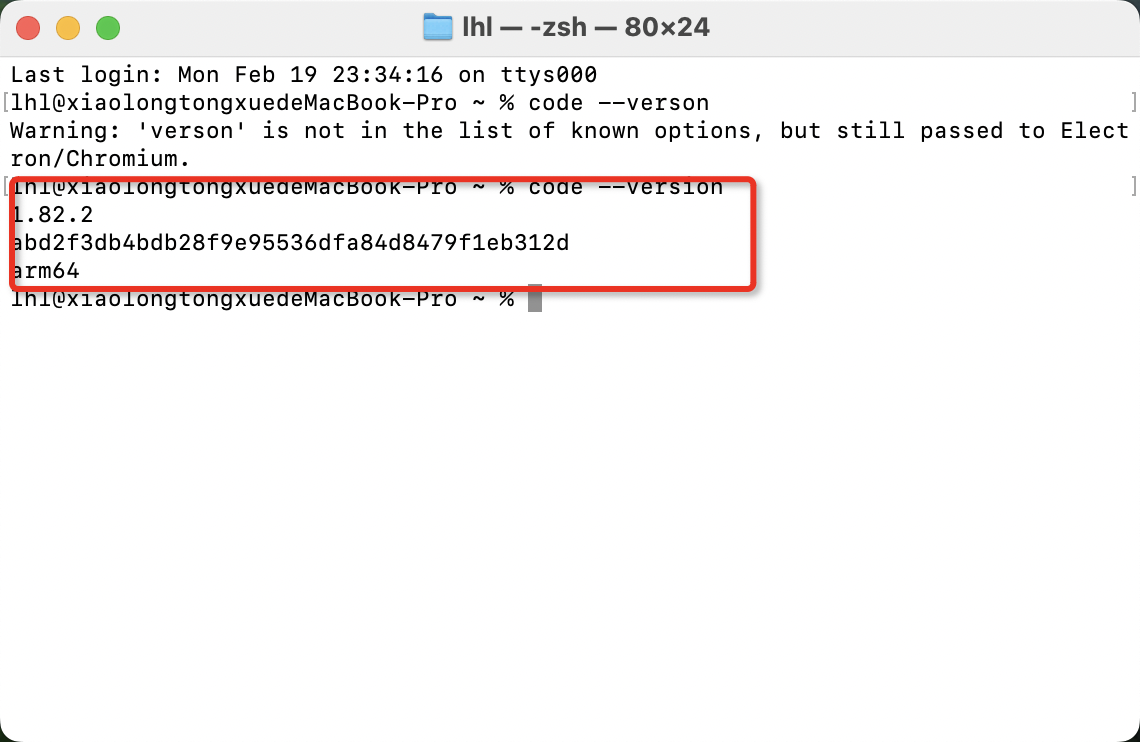 lhl — -zsh — 80×24
Last login: Mon Feb 19 23:34:16 on ttys000
[lhl@xiaolongtongxuedeMacBook-Pro ~ % code --verson ]
Warning: 'verson' is not in the list of known options, but still passed to Elect
ron/Chromium.
[lhl@xiaolongtongxuedeMacBook-Pro ~ % code --version ]
1.82.2
abd2f3db4bdb28f9e95536dfa84d8479f1eb312d
arm64
lhl@xiaolongtongxuedeMacBook-Pro ~ %